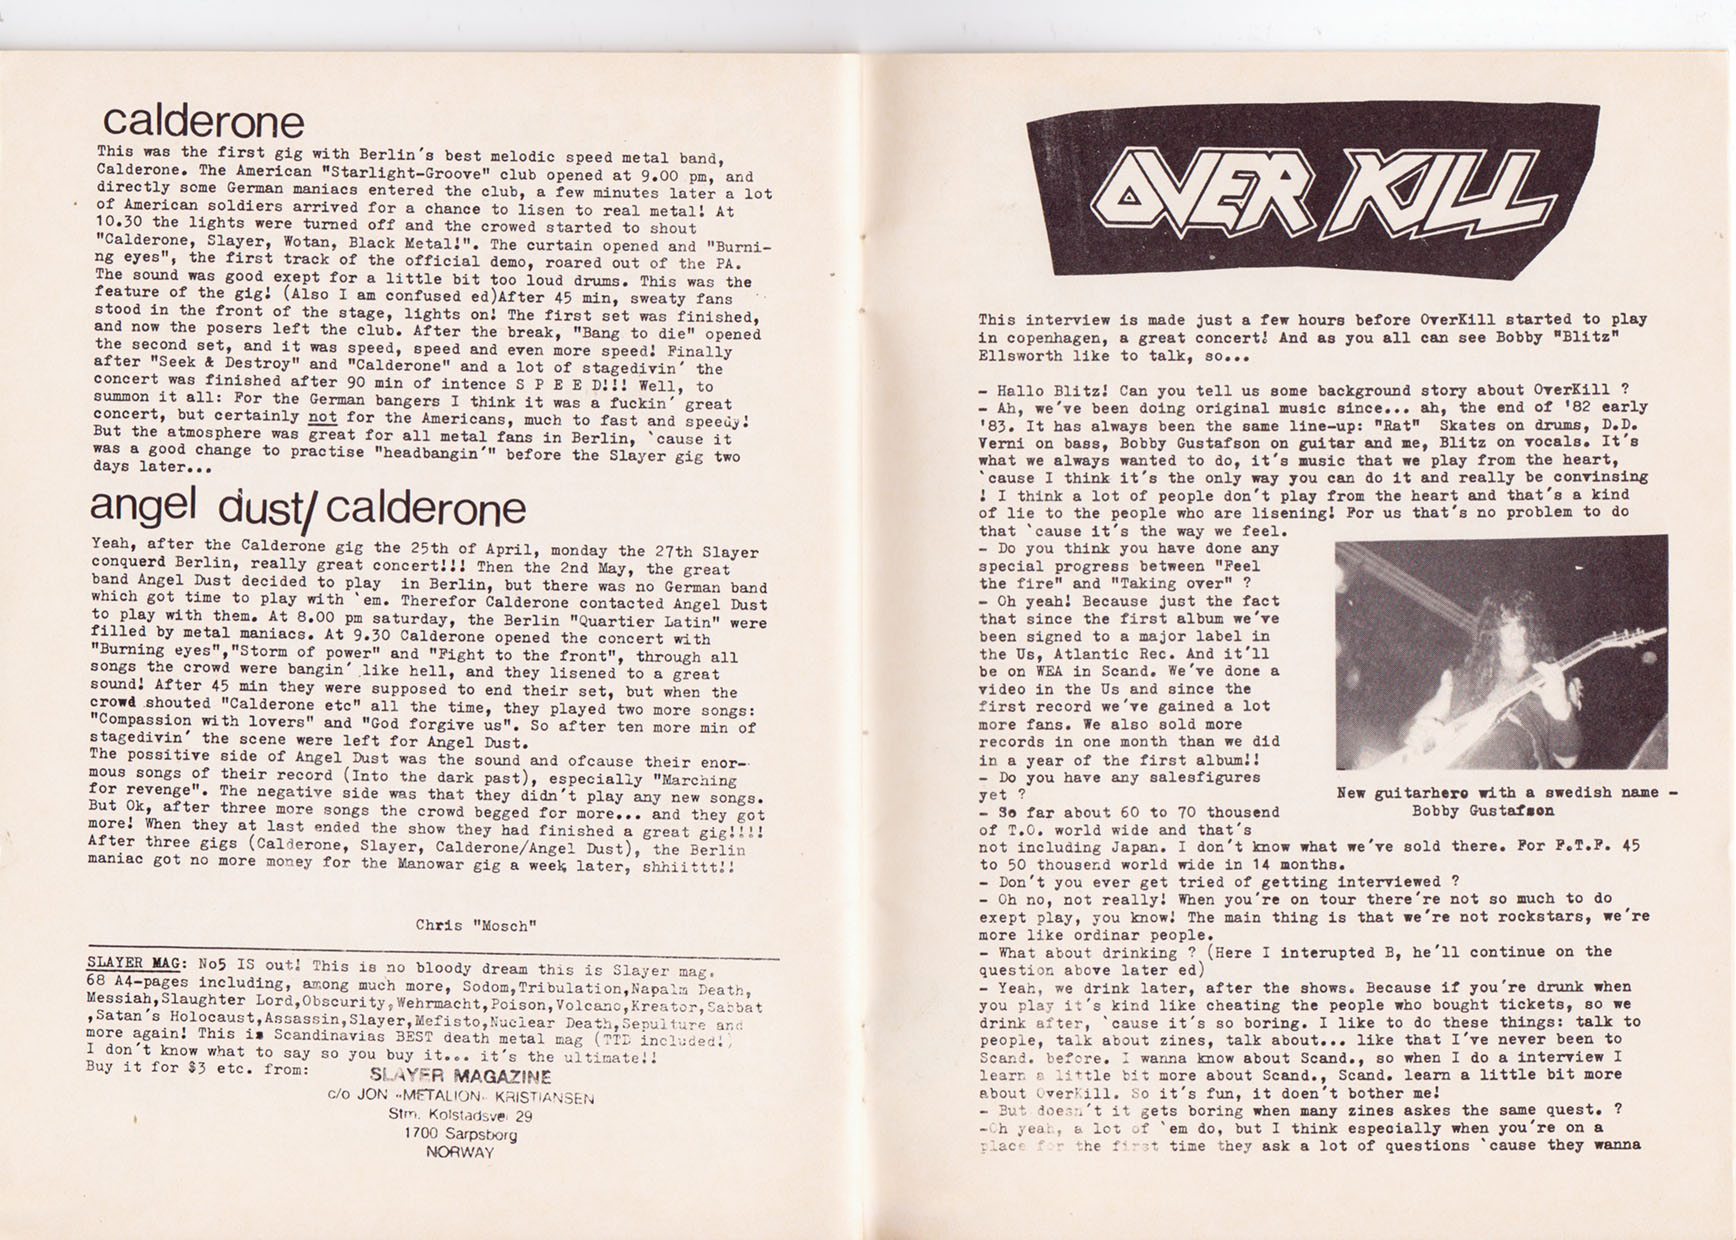 calderone
This was the first gig with Berlin's best melodic speed metal band,
Calderone. The American "Starlight-Groove" club opened at 9.00 pm, and
directly some German maniacs entered the club, a few minutes later a lot
of American soldiers arrived for a chance to lisen to real metal! At
10.30 the lights were turned off and the crowed started to shout
"Calderone, Slayer, Wotan, Black Metal!". The curtain opened and "Burni-
ng eyes", the first track of the official demo, roared out of the PA.
The sound was good exept for a little bit too loud drums. This was the
feature of the gig! (Also I am confused ed)After 45 min, sweaty fans
stood in the front of the stage, lights on! The first set was finished,
and now the posers left the club. After the break, "Bang to die" opened
the second set, and it was speed, speed and even more speed! Finally
after "Seek & Destroy" and "Calderone" and a lot of stagedivin' the
concert was finished after 90 min of intence S P E E D!!! Well, to
summon it all: For the German bangers I think it was a fuckin' great
concert, but certainly not for the Americans, much to fast and speedy!
But the atmosphere was great for all metal fans in Berlin, 'cause it
was a good change to practise "headbangin'" before the Slayer gig two
days later...
angel dust/calderone
Yeah, after the Calderone gig the 25th of April, monday the 27th Slayer
conquerd Berlin, really great concert!!! Then the 2nd May, the great
band Angel Dust decided to play in Berlin, but there was no German band
which got time to play with 'em. Therefor Calderone contacted Angel Dust
to play with them. At 8.00 pm saturday, the Berlin "Quartier Latin" were
filled by metal maniacs. At 9.30 Calderone opened the concert with
"Burning eyes","Storm of power" and "Fight to the front", through all
songs the crowd were bangin' like hell, and they lisened to a great
sound! After 45 min they were supposed to end their set, but when the
crowd shouted "Calderone etc" all the time, they played two more songs:
"Compassion with lovers" and "God forgive us". So after ten more min of
stagedivin' the scene were left for Angel Dust.
The possitive side of Angel Dust was the sound and ofcause their enor-
mous songs of their record (Into the dark past), especially "Marching
for revenge". The negative side was that they didn't play any new songs.
But Ok, after three more songs the crowd begged for more... and they got
more! When they at last ended the show they had finished a great gig!!!!
After three gigs (Calderone, Slayer, Calderone/Angel Dust), the Berlin
maniac got no more money for the Manowar gig a week later, shhiittt!!
Chris "Mosch"
SLAYER MAG: No5 IS out! This is no bloody dream this is Slayer mag.
68 A4-pages including, among much more, Sodom,Tribulation,Napalm Death,
Messiah,Slaughter Lord,Obscurity,Wehrmacht,Poison,Volcano,Kreator,Sabbat
,Satan's Holocaust,Assassin,Slayer,Mefisto,Nuclear Death,Sepulture and
more again! This is Scandinavias BEST death metal mag (TTD included!)
I don't know what to say so you buy it... it's the ultimate!!
Buy it for $3 etc. from:
SLAYER MAGAZINE
c/o JON "METALION" KRISTIANSEN
Stm. Kolstadsvei 29
1700 Sarpsborg
NORWAY
OVER KILL
This interview is made just a few hours before OverKill started to play
in copenhagen, a great concert! And as you all can see Bobby "Blitz"
Ellsworth like to talk, so...
- Hallo Blitz! Can you tell us some background story about OverKill ?
- Ah, we've been doing original music since... ah, the end of '82 early
'83. It has always been the same line-up: "Rat" Skates on drums, D.D.
Verni on bass, Bobby Gustafson on guitar and me, Blitz on vocals. It's
what we always wanted to do, it's music that we play from the heart,
'cause I think it's the only way you can do it and really be convinsing
! I think a lot of people don't play from the heart and that's a kind
of lie to the people who are lisening! For us that's no problem to do
that 'cause it's the way we feel.
- Do you think you have done any
special progress between "Feel
the fire" and "Taking over" ?
- Oh yeah! Because just the fact
that since the first album we've
been signed to a major label in
the Us, Atlantic Rec. And it'll
be on WEA in Scand. We've done a
video in the Us and since the
first record we've gained a lot
more fans. We also sold more
records in one month than we did
in a year of the first album!!
- Do you have any salesfigures
yet ?
- So far about 60 to 70 thousend
of T.O. world wide and that's
not including Japan. I don't know what we've sold there. For F.T.F. 45
to 50 thousend world wide in 14 months.
New guitarhero with a swedish name -
Bobby Gustafson
- Don't you ever get tried of getting interviewed ?
- Oh no, not really! When you're on tour there're not so much to do
exept play, you know! The main thing is that we're not rockstars, we're
more like ordinar people.
- What about drinking ? (Here I interupted B, he'll continue on the
question above later ed)
- Yeah, we drink later, after the shows. Because if you're drunk when
you play it's kind like cheating the people who bought tickets, so we
drink after, 'cause it's so boring. I like to do these things: talk to
people, talk about zines, talk about... like that I've never been to
Scand. before. I wanna know about Scand., so when I do a interview I
learn a little bit more about Scand., Scand. learn a little bit more
about OverKill. So it's fun, it doen't bother me!
- But doesn't it gets boring when many zines askes the same quest. ?
-Oh yeah, a lot of 'em do, but I think especially when you're on a
place for the first time they ask a lot of questions 'cause they wanna